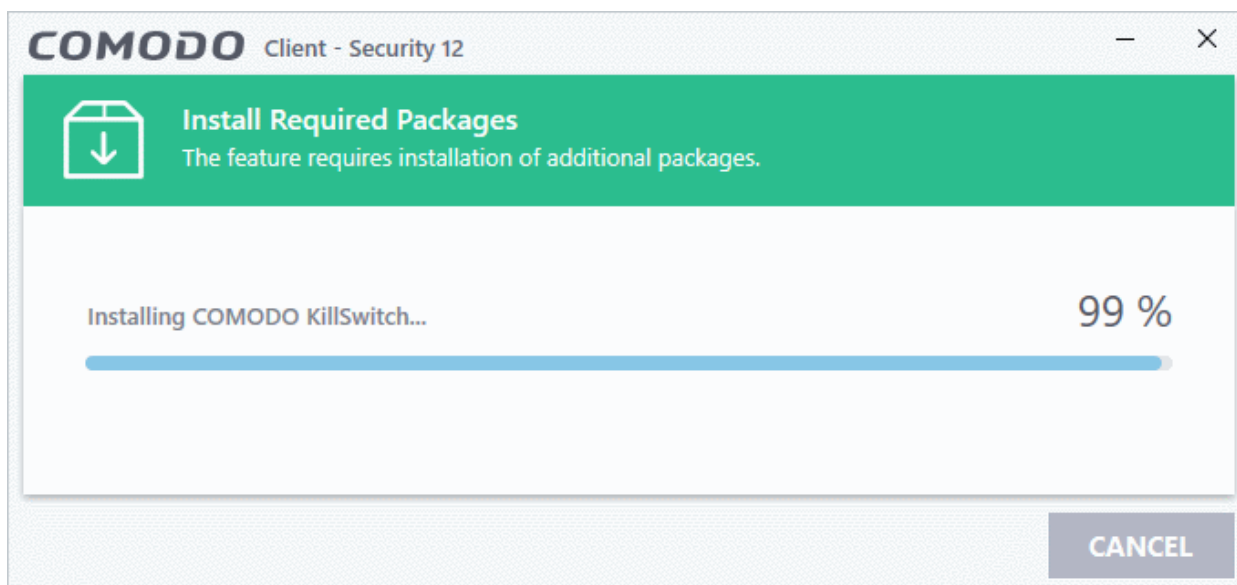 COMODO Client - Security 12
Install Required Packages
The feature requires installation of additional packages.
Installing COMODO KillSwitch... 99 %
CANCEL